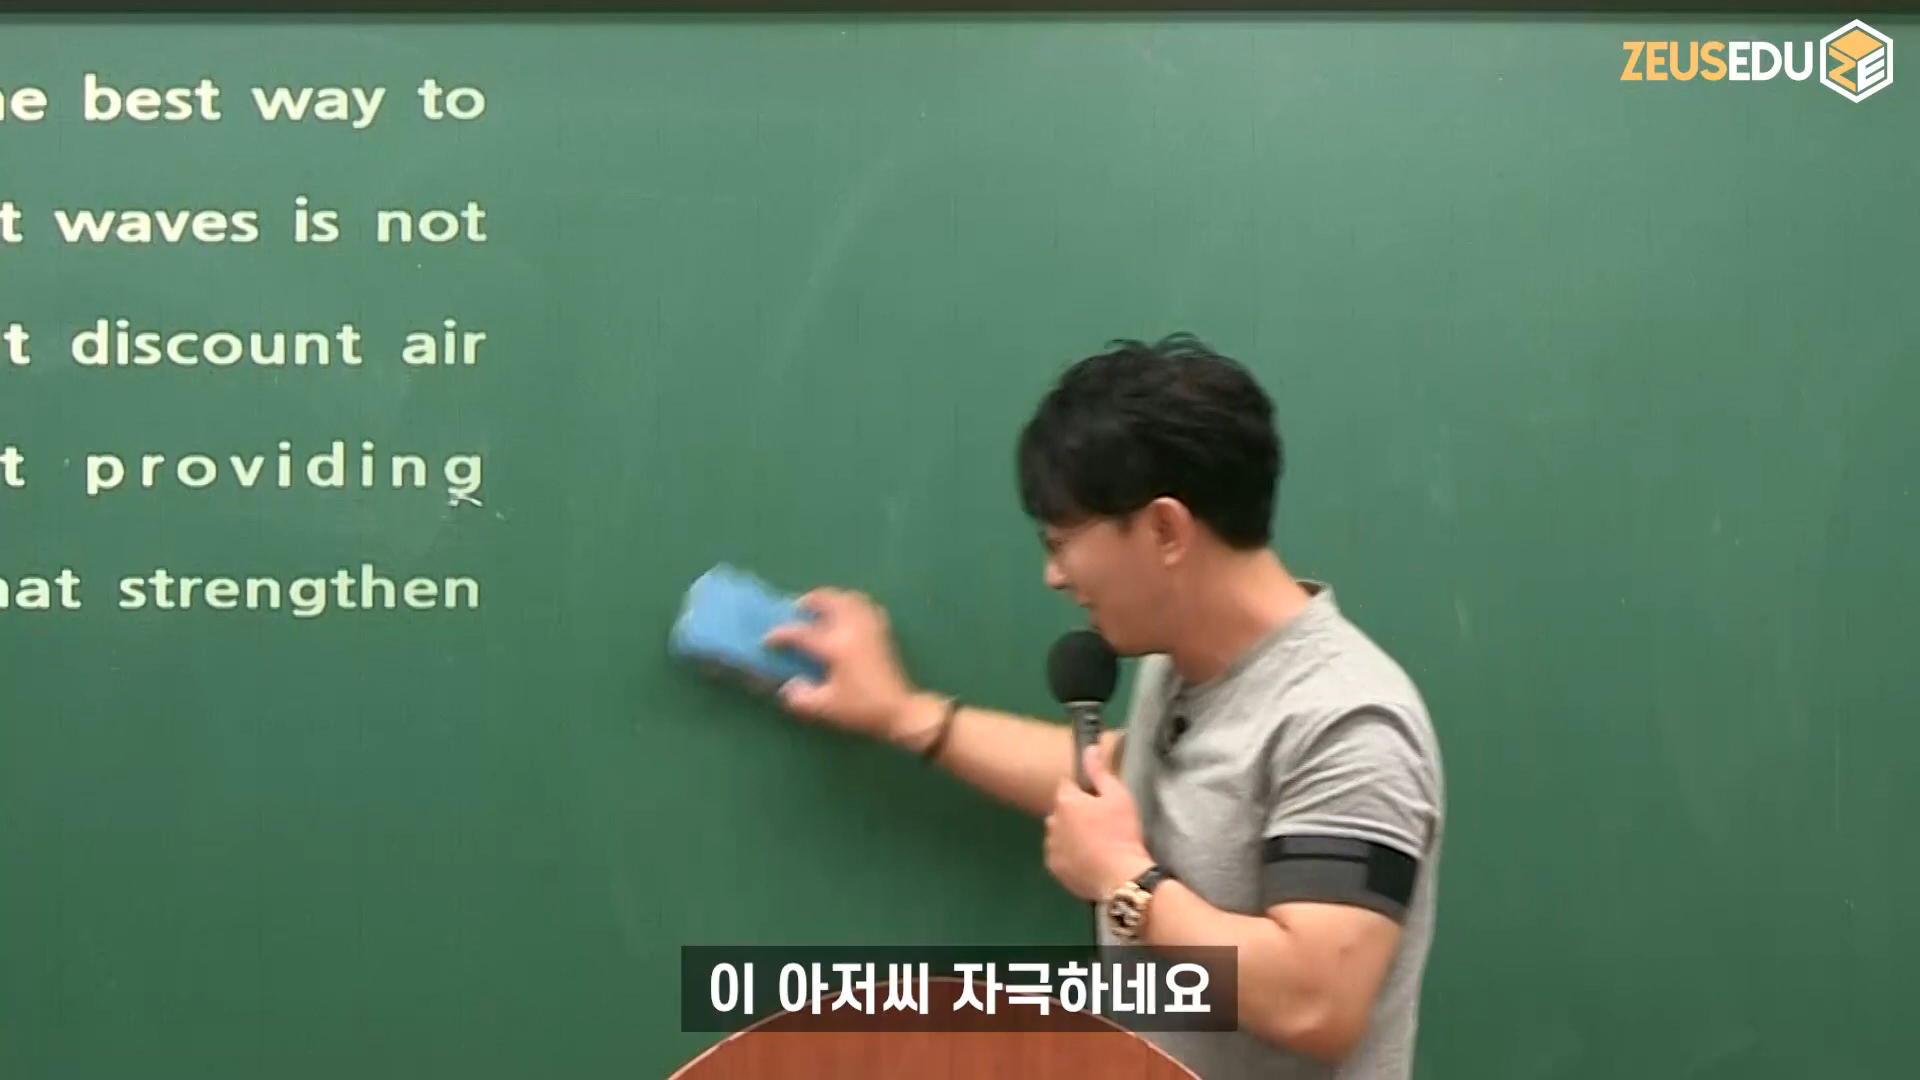 ZEUSEDU
best way to
waves is not
discount air
providing
strengthen
이 아저씨 자극하네요